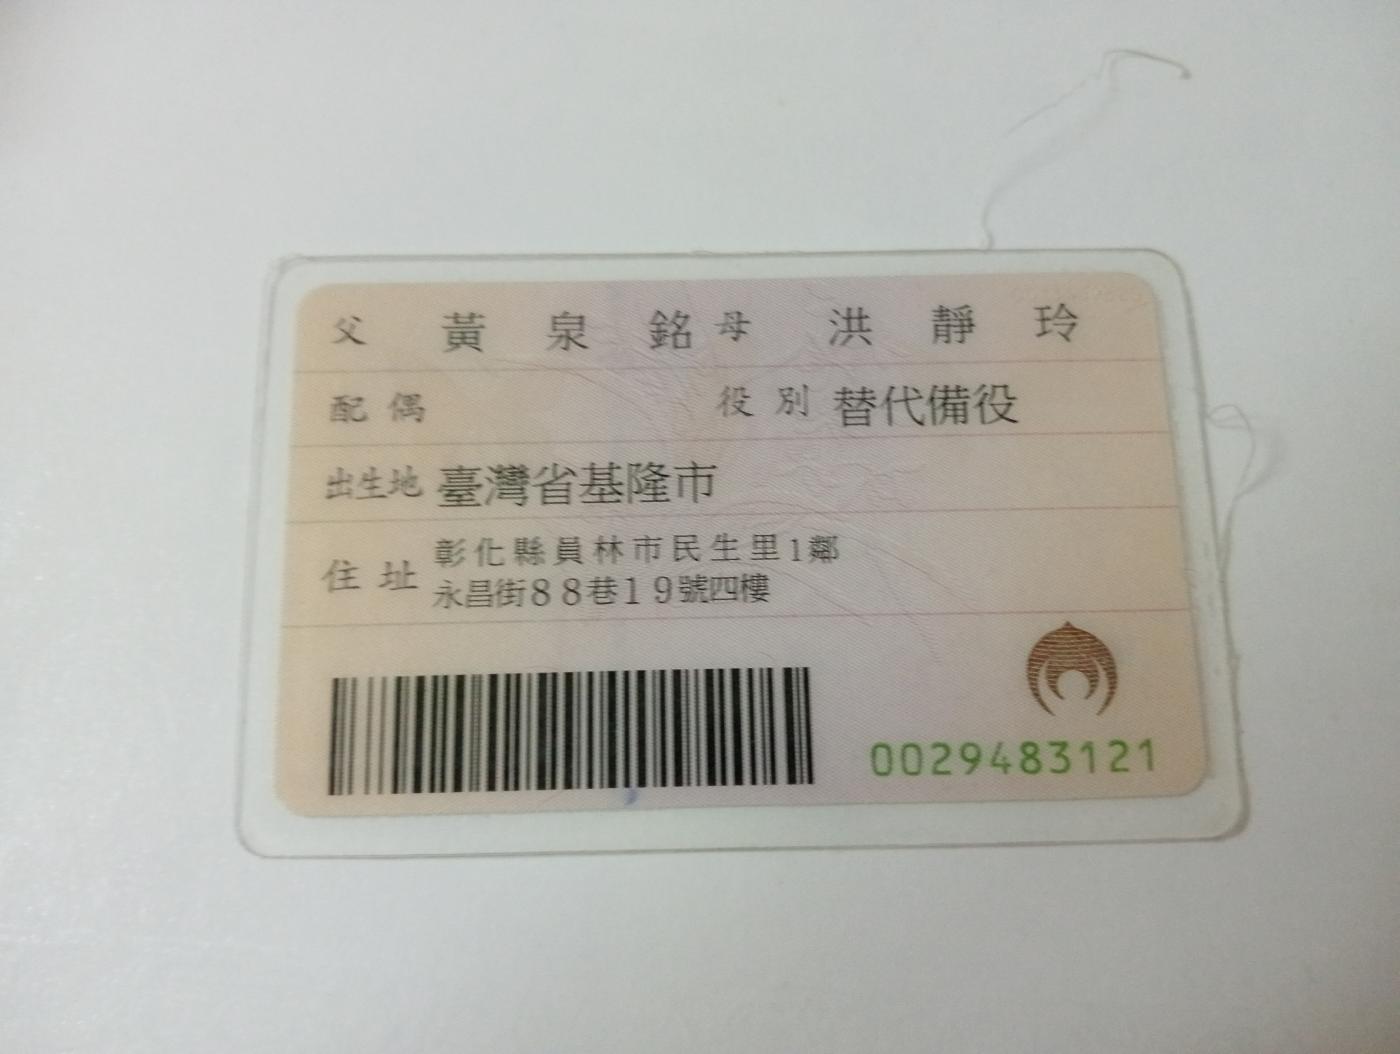 父 黃泉銘 母 洪靜玲
配偶 役別 替代備役
出生地 臺灣省基隆市
住址 彰化縣員林市民生里1鄰
永昌街88巷19號四樓
0029483121